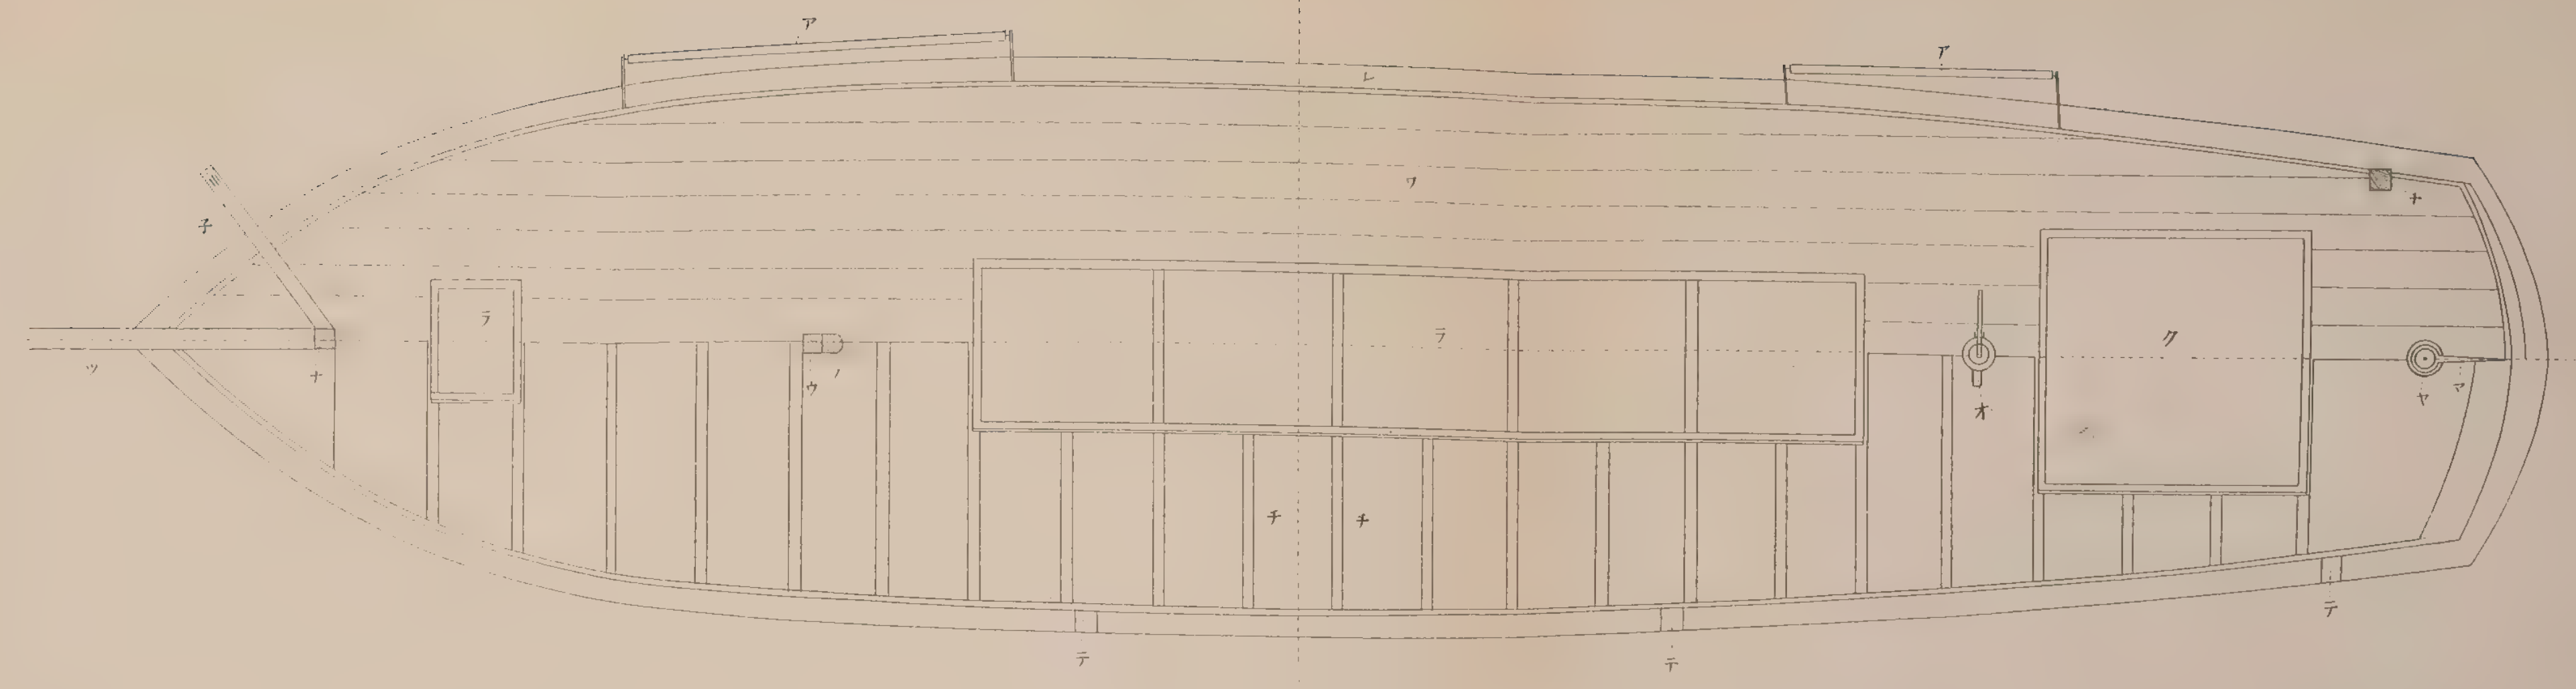 ア
ア
レ
ワ
ナ
子
ラ
ラ
ク
ツ
ナ
ウ
ノ
オ
ヤ
マ
チ
チ
テ
テ
テ